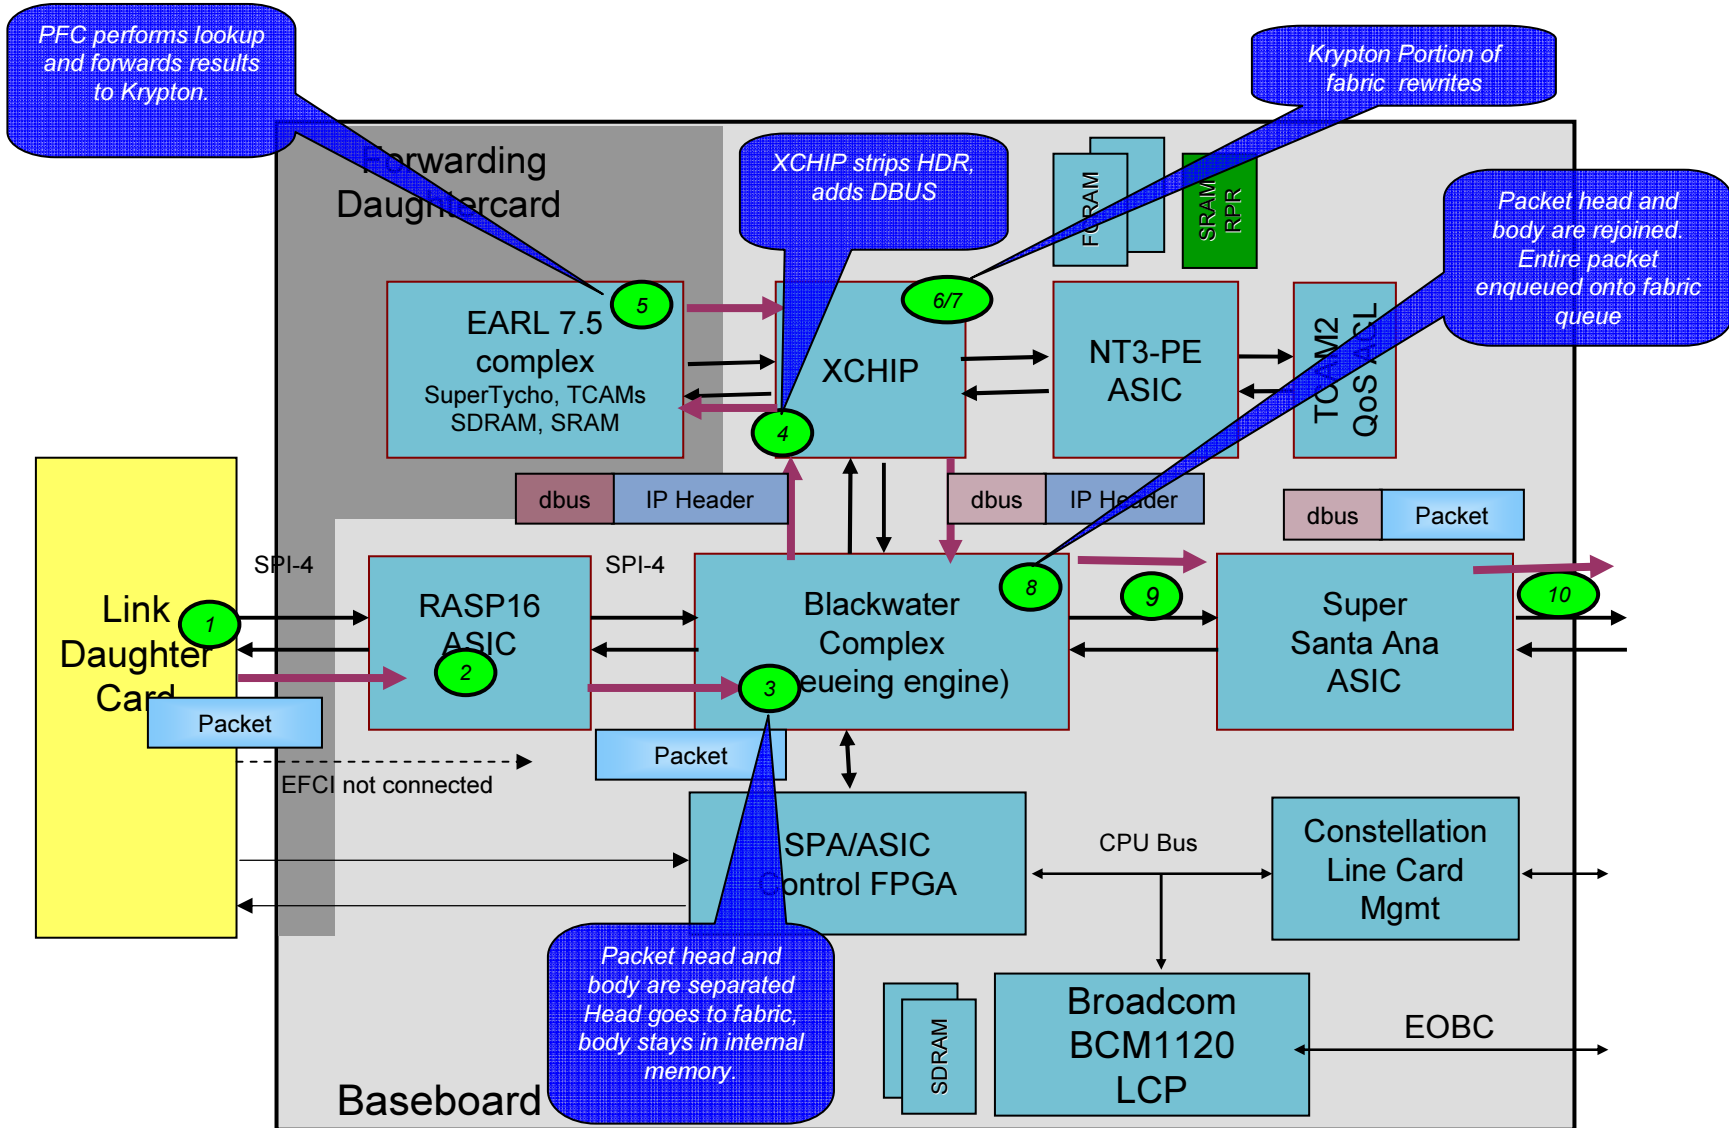 PFC performs lookup
and forwards results
to Krypton.
Krypton Portion of
fabric rewrites
Forwarding
Daughtercard
XCHIP strips HDR,
adds DBUS
FCRAM
SRAM
RPR
Packet head and
body are rejoined.
Entire packet
enqueued onto fabric
queue
5
6/7
EARL 7.5
complex
SuperTycho, TCAMs
SDRAM, SRAM
XCHIP
NT3-PE
ASIC
TCAM2
QoS ACL
4
dbus
IP Header
dbus
IP Header
dbus
Packet
SPI-4
SPI-4
Link
Daughter
Card
1
RASP16
ASIC
2
Blackwater
Complex
(queueing engine)
3
8
9
Super
Santa Ana
ASIC
10
Packet
Packet
EFCI not connected
SPA/ASIC
Control FPGA
CPU Bus
Constellation
Line Card
Mgmt
Packet head and
body are separated
Head goes to fabric,
body stays in internal
memory.
SDRAM
Broadcom
BCM1120
LCP
EOBC
Baseboard